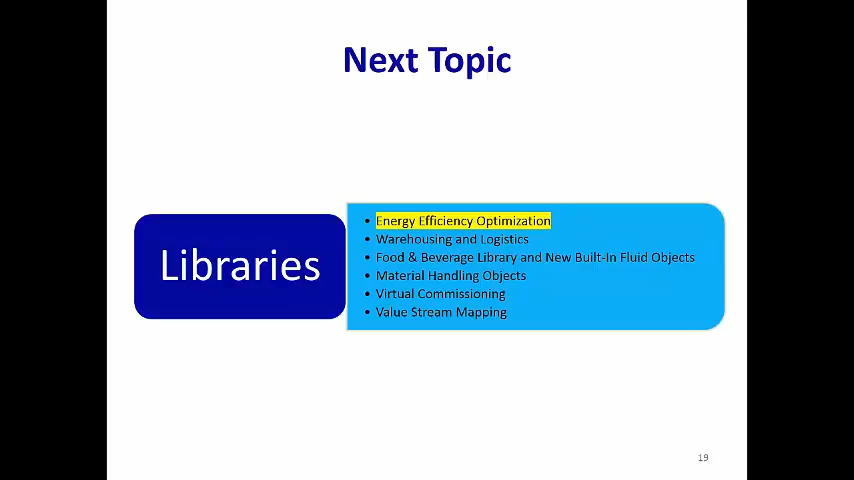 Next Topic
Libraries
• Energy Efficiency Optimization
• Warehousing and Logistics
• Food & Beverage Library and New Built-In Fluid Objects
• Material Handling Objects
• Virtual Commissioning
• Value Stream Mapping
19